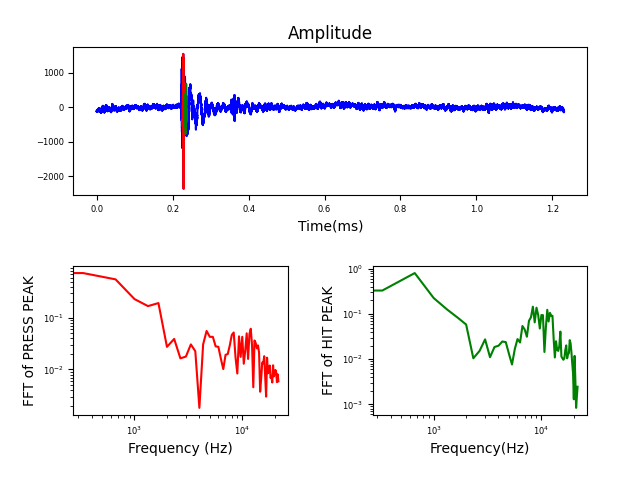 Amplitude
1000
0
−1000
−2000
0.0 0.2 0.4 0.6 0.8 1.0 1.2
Time(ms)
FFT of PRESS PEAK
10⁻¹
10⁻²
10³ 10⁴
Frequency (Hz)
FFT of HIT PEAK
10⁰
10⁻¹
10⁻²
10⁻³
10³ 10⁴
Frequency(Hz)